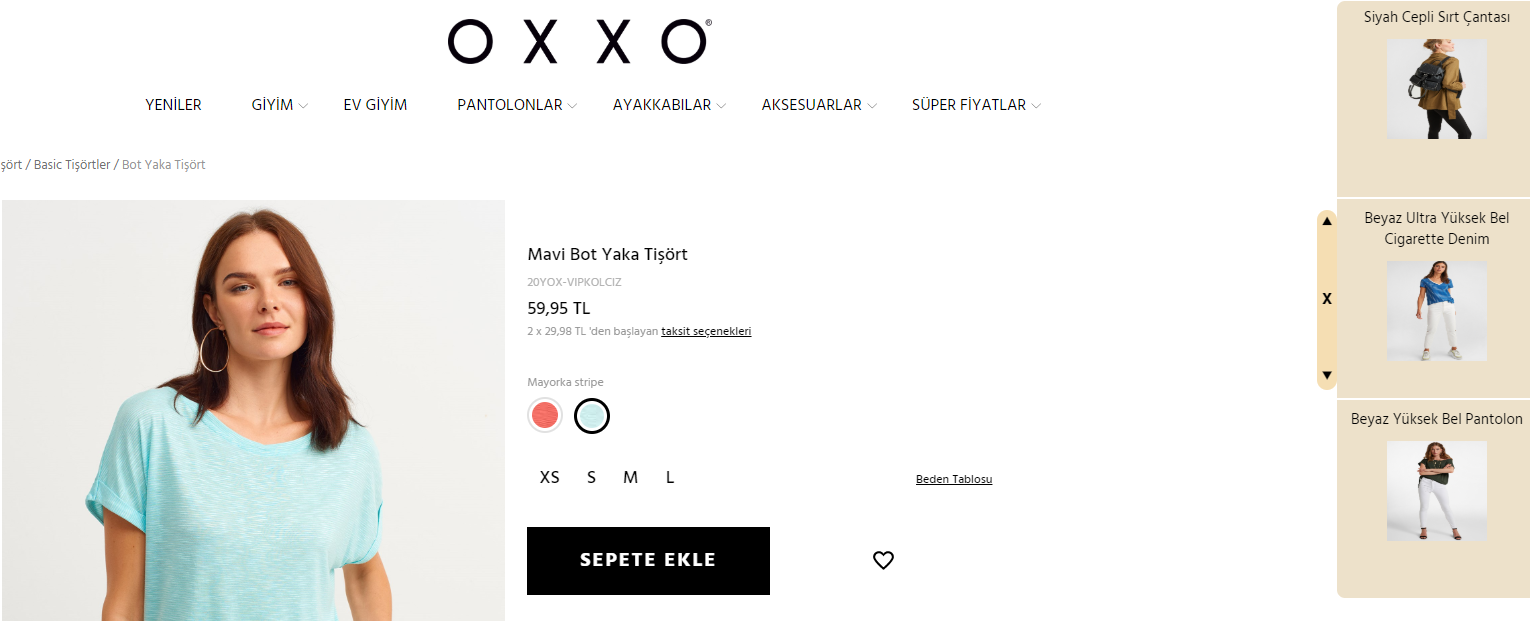 OXXO®
YENİLER
GİYİM
EV GİYİM
PANTOLONLAR
AYAKKABILAR
AKSESUARLAR
SÜPER FİYATLAR
şört / Basic Tişörtler / Bot Yaka Tişört
Mavi Bot Yaka Tişört
20YOX-VIPKOLCIZ
59,95 TL
2 x 29,98 TL 'den başlayan taksit seçenekleri
Mayorka stripe
XS S M L
Beden Tablosu
SEPETE EKLE
Siyah Cepli Sırt Çantası
▲
X
▼
Beyaz Ultra Yüksek Bel
Cigarette Denim
Beyaz Yüksek Bel Pantolon